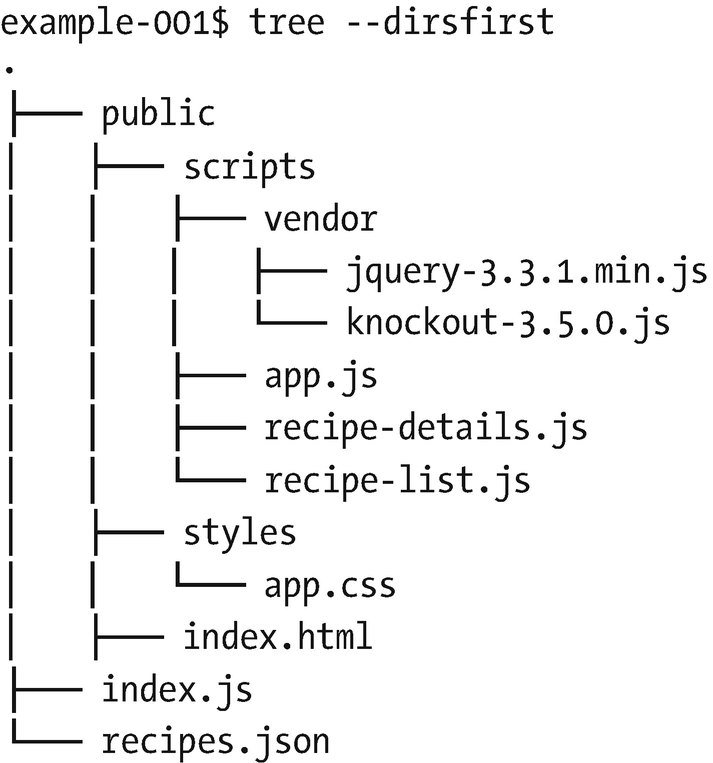 example-001$ tree --dirsfirst
.
├── public
│   ├── scripts
│   │   ├── vendor
│   │   │   ├── jquery-3.3.1.min.js
│   │   │   └── knockout-3.5.0.js
│   │   ├── app.js
│   │   ├── recipe-details.js
│   │   └── recipe-list.js
│   ├── styles
│   │   └── app.css
│   ├── index.html
├── index.js
└── recipes.json